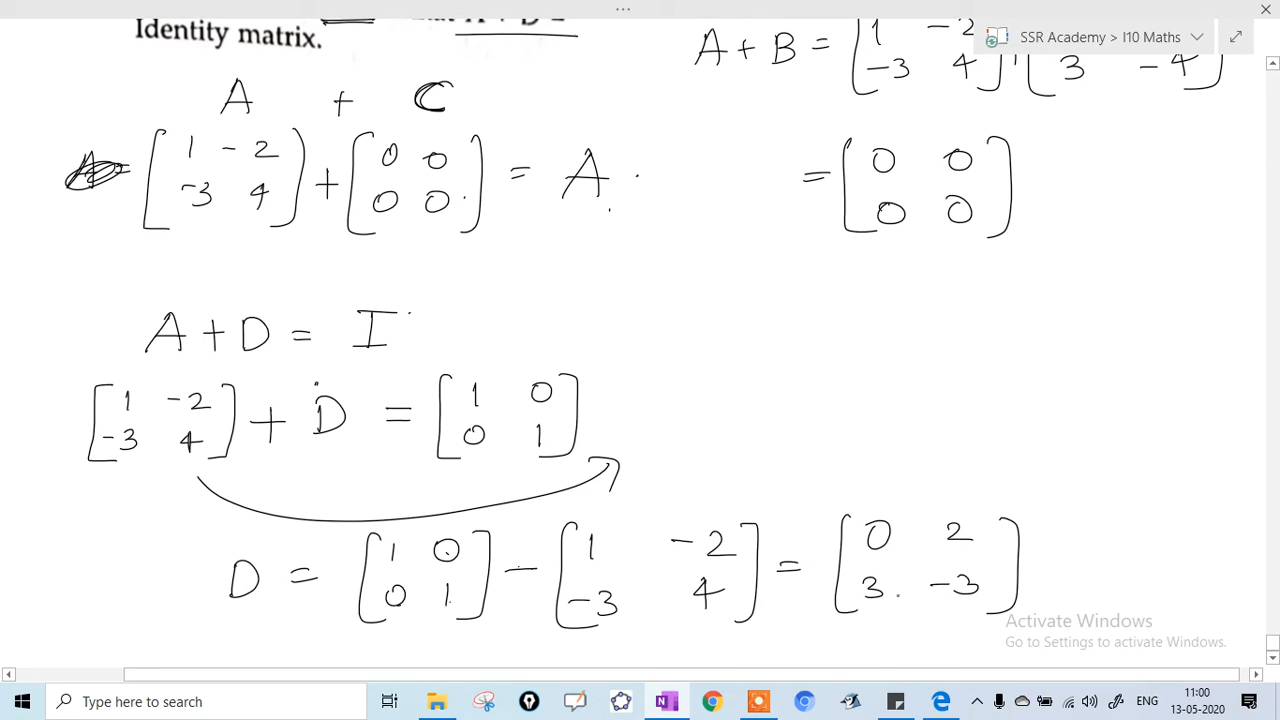 Identity matrix.
A + B = [ 1 -2
-3 4 ] , [
3 -4 ]
SSR Academy > I10 Maths
A + C
[ 1 -2
-3 4 ] + [ 0 0
0 0 ] = A .
= [ 0 0
0 0 ]
A + D = I
[ 1 -2
-3 4 ] + D = [ 1 0
0 1 ]
D = [ 1 0
0 1 ] - [ 1 -2
-3 4 ] = [ 0 2
3 -3 ]
Activate Windows
Go to Settings to activate Windows.
Type here to search
ENG
11:00
13-05-2020